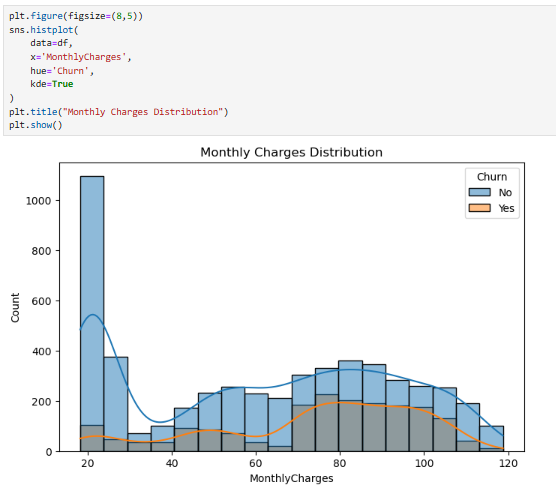 plt.figure(figsize=(8,5))
sns.histplot(
    data=df,
    x='MonthlyCharges',
    hue='Churn',
    kde=True
)
plt.title("Monthly Charges Distribution")
plt.show()
Monthly Charges Distribution
Churn
No
Yes
1000
800
600
400
200
0
Count
20 40 60 80 100 120
MonthlyCharges